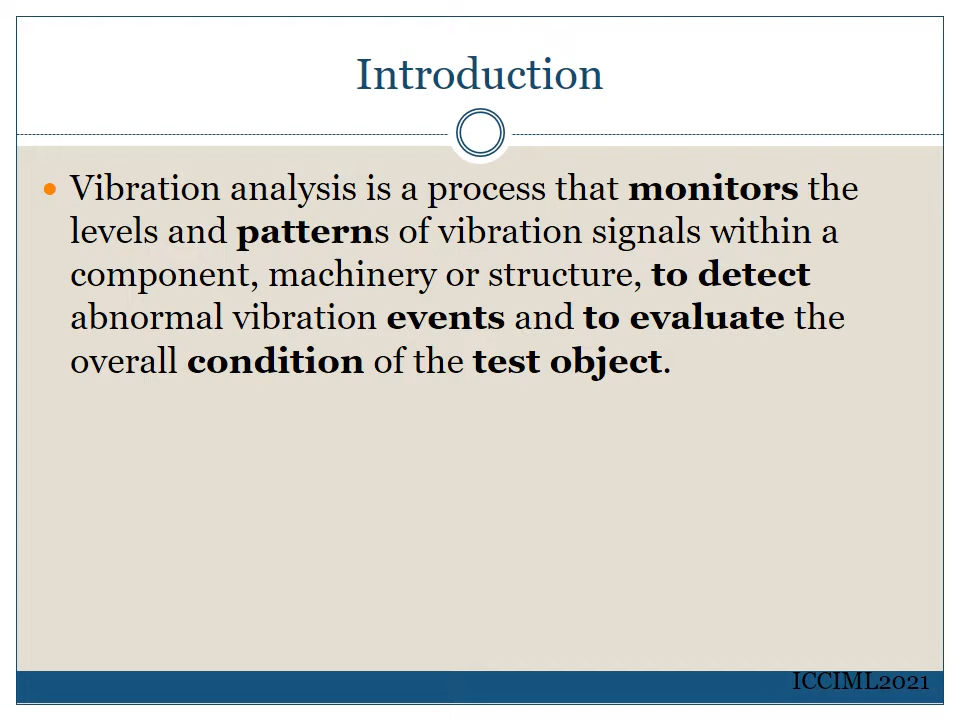 Introduction
• Vibration analysis is a process that monitors the
levels and patterns of vibration signals within a
component, machinery or structure, to detect
abnormal vibration events and to evaluate the
overall condition of the test object.
ICCIML2021